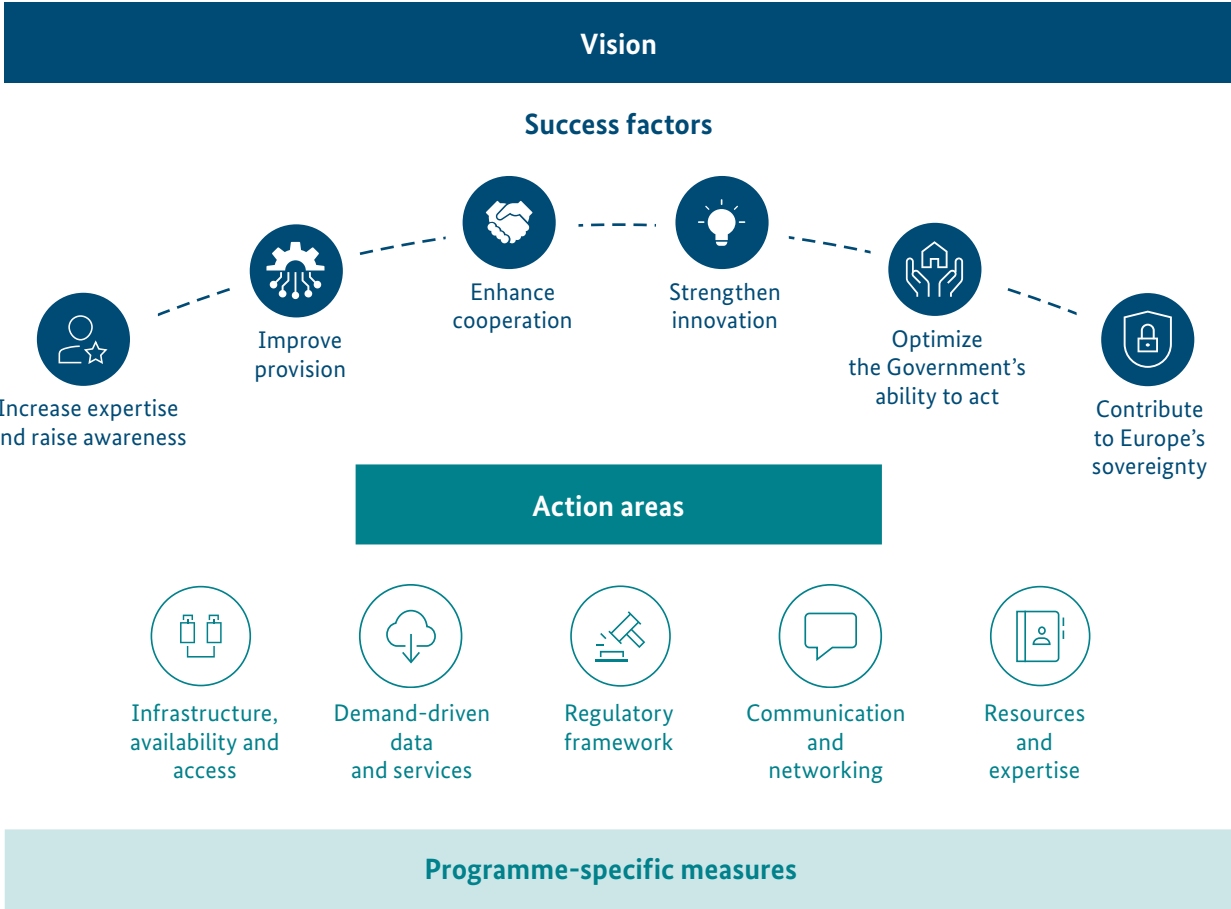 Vision
Success factors
Increase expertise
nd raise awareness
Improve
provision
Enhance
cooperation
Strengthen
innovation
Optimize
the Government’s
ability to act
Contribute
to Europe’s
sovereignty
Action areas
Infrastructure,
availability and
access
Demand-driven
data
and services
Regulatory
framework
Communication
and
networking
Resources
and
expertise
Programme-specific measures